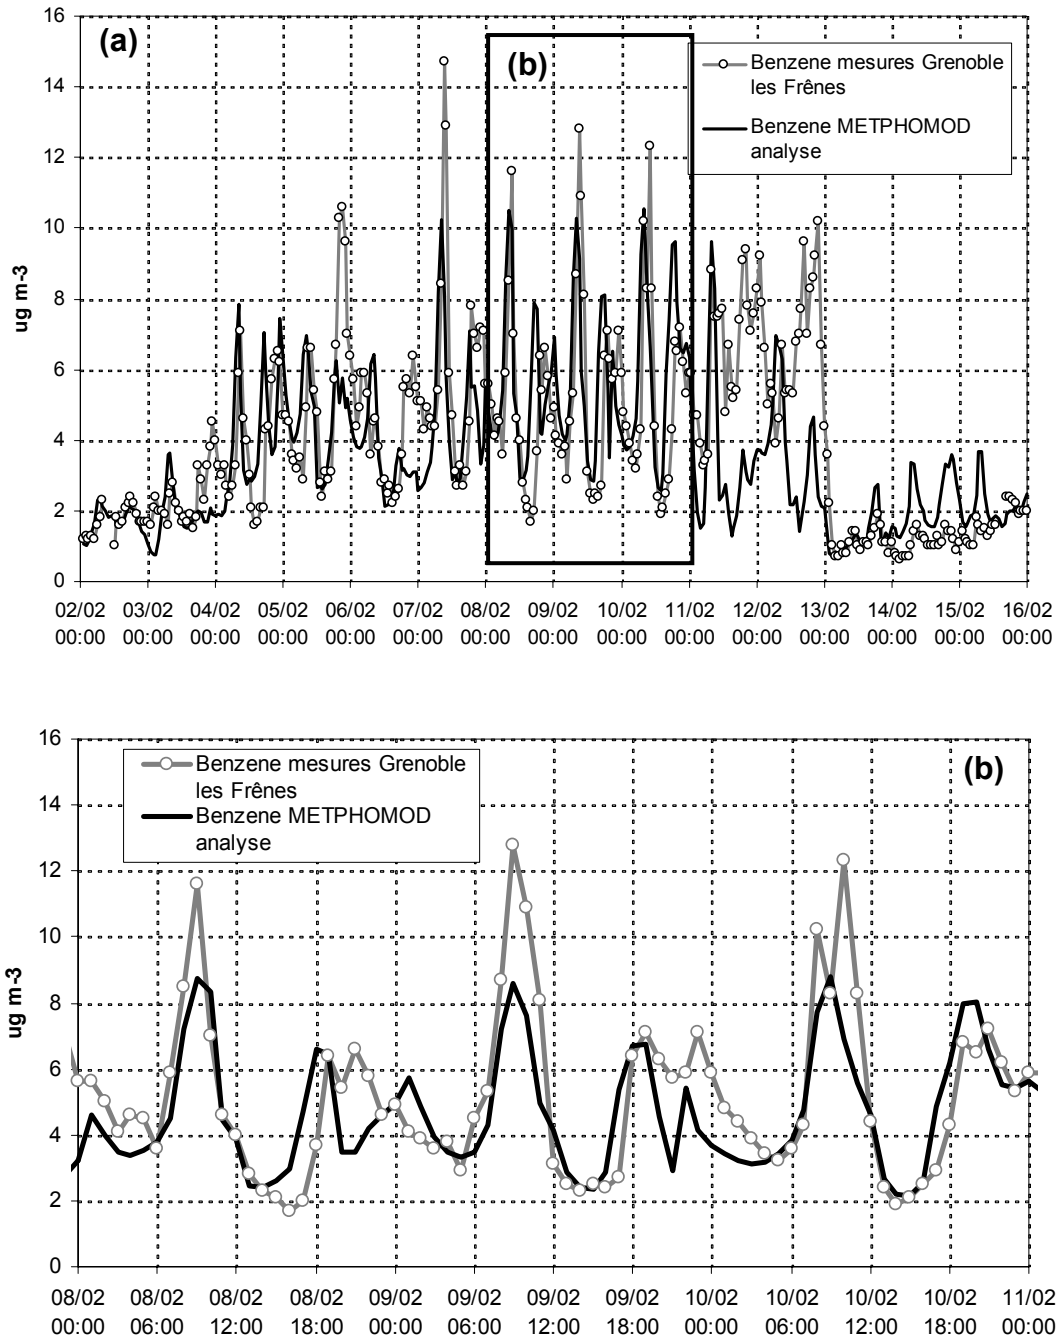 16
14
12
10
8
6
4
2
0
ug m-3
(a)
(b)
Benzene mesures Grenoble
les Frênes
Benzene METPHOMOD
analyse
02/02 03/02 04/02 05/02 06/02 07/02 08/02 09/02 10/02 11/02 12/02 13/02 14/02 15/02 16/02
00:00 00:00 00:00 00:00 00:00 00:00 00:00 00:00 00:00 00:00 00:00 00:00 00:00 00:00 00:00
16
14
12
10
8
6
4
2
0
ug m-3
Benzene mesures Grenoble
les Frênes
Benzene METPHOMOD
analyse
(b)
08/02 08/02 08/02 08/02 09/02 09/02 09/02 09/02 10/02 10/02 10/02 10/02 11/02
00:00 06:00 12:00 18:00 00:00 06:00 12:00 18:00 00:00 06:00 12:00 18:00 00:00